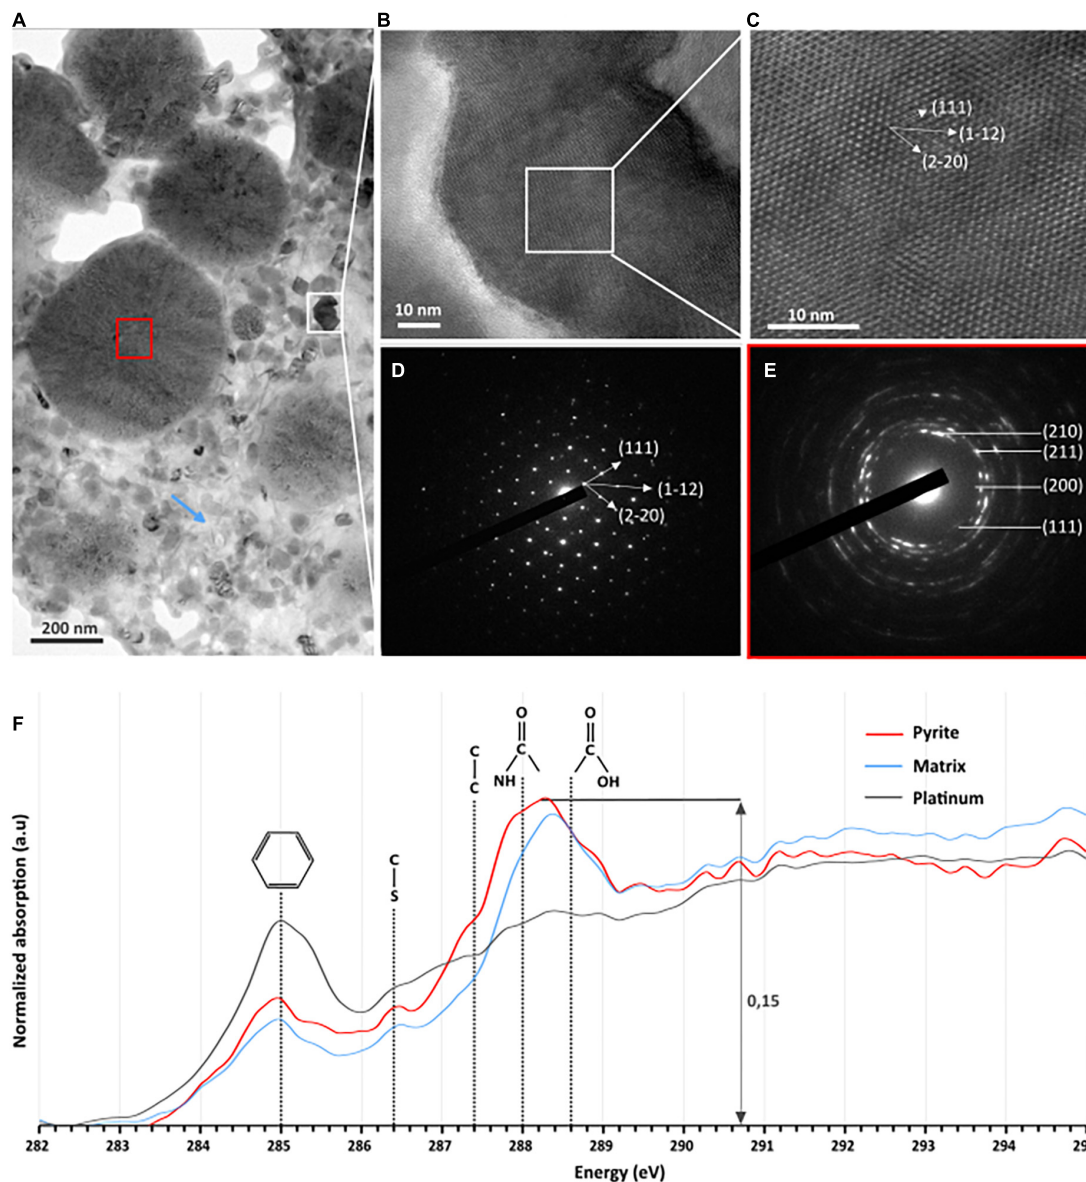 A
B
C
(111)
(1-12)
(2-20)
10 nm
10 nm
D
(111)
(1-12)
(2-20)
E
(210)
(211)
(200)
(111)
200 nm
F
O
C
NH
O
C
OH
C
C
C
S
Pyrite
Matrix
Platinum
0,15
Normalized absorption (a.u)
282 283 284 285 286 287 288 289 290 291 292 293 294 29
Energy (eV)